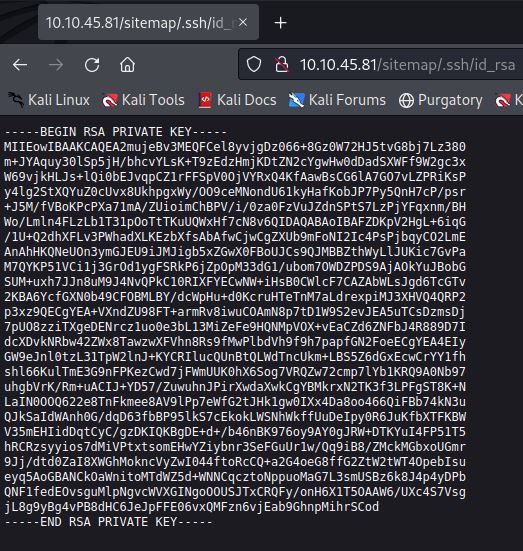 10.10.45.81/sitemap/.ssh/id_r
10.10.45.81/sitemap/.ssh/id_rsa
Kali Linux
Kali Tools
Kali Docs
Kali Forums
Purgatory
-----BEGIN RSA PRIVATE KEY-----
MIIEowIBAAKCAQEA2mujeBv3MEQFCel8yvjgDz066+8Gz0W72HJ5tvG8bj7Lz380
m+JYAquy30lSp5jH/bhcvYLsK+T9zEdzHmjKDtZN2cYgwHw0dDadSXWFf9W2gc3x
W69vjkHLJs+lQi0bEJvqpCZ1rFFSpV0OjVYRxQ4KfAawBsCG6lA7GO7vLZPRiKsP
y4lg2StXQYuZ0cUvx8UkhpgxWy/OO9ceMNondU61kyHafKobJP7Py5QnH7cP/psr
+J5M/fVBoKPcPXa71mA/ZUioimChBPV/i/0za0FzVuJZdnSPtS7LzPjYFqxnm/BH
Wo/Lmln4FLzLb1T31pOoTtTKuUQWxHf7cN8v6QIDAQABAoIBAFZDKpV2HgL+6iqG
/1U+Q2dhXFLv3PWhadXLKEzbXfsAbAfwCjwCgZXUb9mFoNI2Ic4PsPjbqyCO2LmE
AnAhHKQNeUOn3ymGJEU9iJMJigb5xZGwX0FBoUJCs9QJMBBZthWyLlJUKic7GvPa
M7QYKP51VCi1j3GrOd1ygFSRkP6jZpOpM33dG1/ubom7OWDZPDS9AjAOkYuJBobG
SUM+uxh7JJn8uM9J4NvQPkC10RIXFYECwNW+iHsB0CWlcF7CAZAbWLsJgd6TcGTv
2KBA6YcfGXN0b49CFOBMLBY/dcWpHu+d0KcruHTeTnM7aLdrexpiMJ3XHVQ4QRP2
p3xz9QECgYEA+VXndZU98FT+armRv8iwuCOAmN8p7tD1W9S2evJEA5uTCsDzmsDj
7pUO8zziTXgeDENrcz1uo0e3bL13MiZeFe9HQNMpVOX+vEaCZd6ZNFbJ4R889D7I
dcXDvkNRbw42ZWx8TawzwXFVhn8Rs9fMwPlbdVh9f9h7papfGN2FoeECgYEA4EIy
GW9eJnl0tzL31TpW2lnJ+KYCRIlucQUnBtQLWdTncUkm+LBS5Z6dGxEcwCrYY1fh
shl66KulTmE3G9nFPKezCwd7jFWmUUK0hX6Sog7VRQZw72cmp7lYb1KRQ9A0Nb97
uhgbVrK/Rm+uACIJ+YD57/ZuwuhnJPirXwdaXwkCgYBMkrxN2TK3f3LPFgST8K+N
LaIN0OOQ622e8TnFkmee8AV9lPp7eWfG2tJHk1gw0IXx4Da8oo466QiFBb74kN3u
QJkSaIdWAnh0G/dqD63fbBP95lkS7cEkokLWSNhWkffUuDeIpy0R6JuKfbXTFKBW
V35mEHIidDqtCyC/gzDKIQKBgDE+d+/b46nBK976oy9AY0gJRW+DTKYuI4FP51T5
hRCRzsyyios7dMiVPtxtsomEHwYZiybnr3SeFGuUr1w/Qq9iB8/ZMckMGbxoUGmr
9Jj/dtd0ZaI8XWGhMokncVyZwI044ftoRcCQ+a2G4oeG8ffG2ZtW2tWT4OpebIsu
eyq5AoGBANCkOaWnitoMTdWZ5d+WNNCqcztoNppuoMaG7L3smUSBz6k8J4p4yDPb
QNF1fedEOvsguMlpNgvcWVXGINgoOOUSJTxCRQFy/onH6X1T5OAAW6/UXc4S7Vsg
jL8g9yBg4vPB8dHC6JeJpFFE06vxQMFzn6vjEab9GhnpMihrSCod
-----END RSA PRIVATE KEY-----